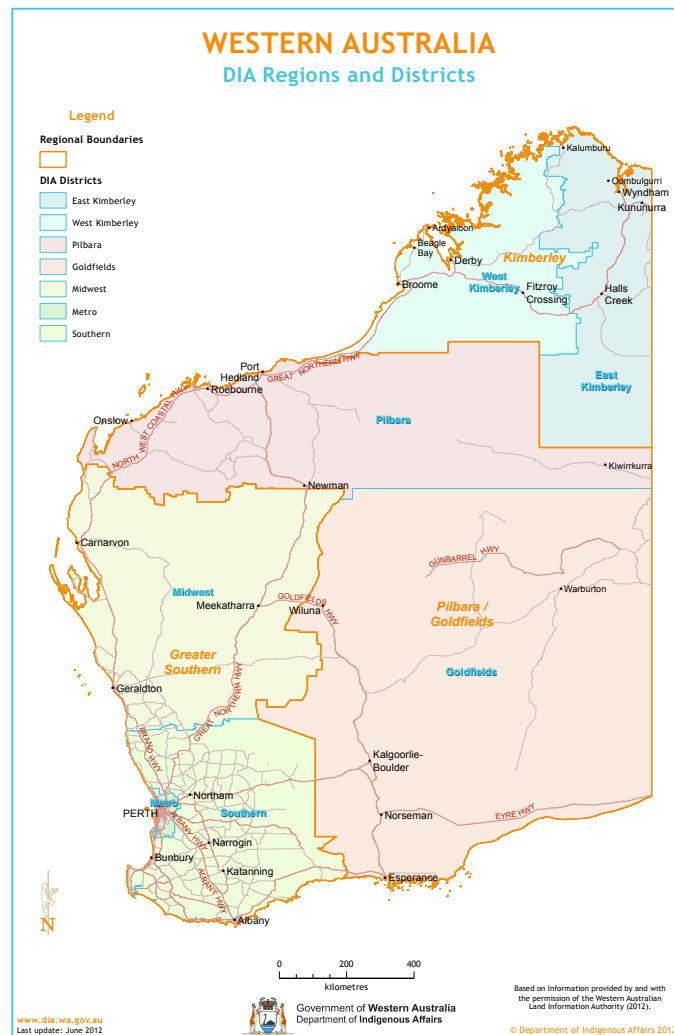 WESTERN AUSTRALIA
DIA Regions and Districts
Legend
Regional Boundaries
DIA Districts
East Kimberley
West Kimberley
Pilbara
Goldfields
Midwest
Metro
Southern
Kalumburu
Oombulgurri
Wyndham
Kununurra
Ardyaloon
Beagle
Bay
Derby
Kimberley
Broome
West
Kimberley
Fitzroy
Crossing
Halls
Creek
Port
Hedland
GREAT NORTHERN HWY
Roebourne
East
Kimberley
Onslow
NORTH WEST COASTAL HWY
Pilbara
Kiwirrkurra
Newman
Carnarvon
GUNBARREL HWY
Midwest
Warburton
Meekatharra
GOLDFIELDS HWY
Wiluna
Pilbara /
Goldfields
Greater
Southern
Goldfields
Geraldton
GREAT NORTHERN HWY
BRAND HWY
Kalgoorlie-
Boulder
Northam
Metro
PERTH
Southern
Norseman
EYRE HWY
ALBANY HWY
Narrogin
Bunbury
Katanning
ALBANY HWY
Esperance
Albany
N
0 200 400
kilometres
Based on Information provided by and with
the permission of the Western Australian
Land Information Authority (2012).
www.dia.wa.gov.au
Last update: June 2012
Government of Western Australia
Department of Indigenous Affairs
© Department of Indigenous Affairs 2012